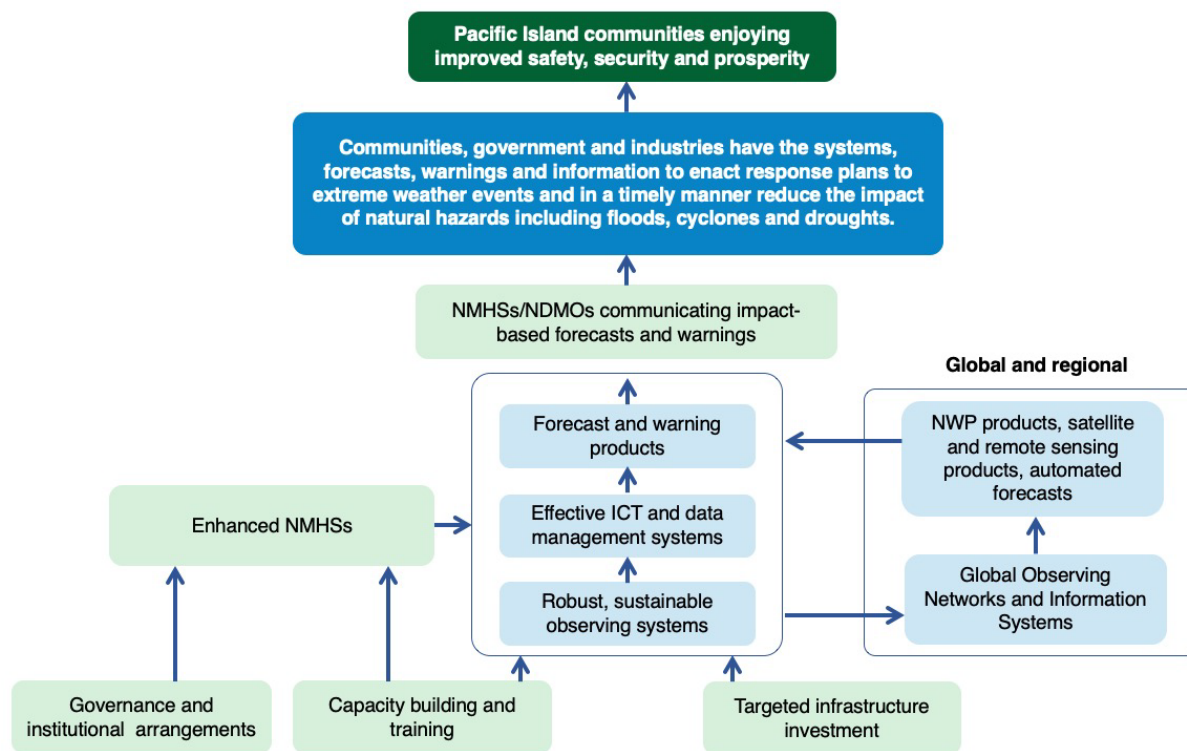 Pacific Island communities enjoying
improved safety, security and prosperity
Communities, government and industries have the systems,
forecasts, warnings and information to enact response plans to
extreme weather events and in a timely manner reduce the impact
of natural hazards including floods, cyclones and droughts.
NMHSs/NDMOs communicating impact-
based forecasts and warnings
Global and regional
Forecast and warning
products
NWP products, satellite
and remote sensing
products, automated
forecasts
Enhanced NMHSs
Effective ICT and data
management systems
Robust, sustainable
observing systems
Global Observing
Networks and Information
Systems
Governance and
institutional arrangements
Capacity building and
training
Targeted infrastructure
investment